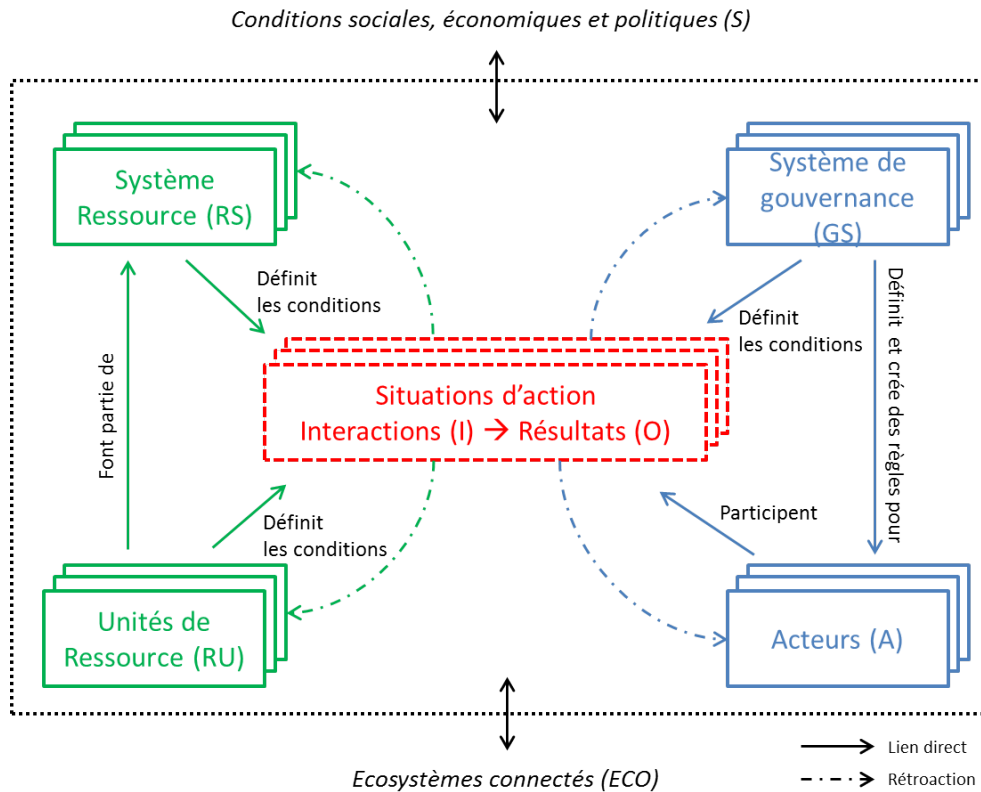 Conditions sociales, économiques et politiques (S)
Système
Ressource (RS)
Système de
gouvernance
(GS)
Définit
les conditions
Définit
les conditions
Définit et crée des règles pour
Font partie de
Situations d'action
Interactions (I) → Résultats (O)
Définit
les conditions
Participent
Unités de
Ressource (RU)
Acteurs (A)
Ecosystèmes connectés (ECO)
Lien direct
Rétroaction